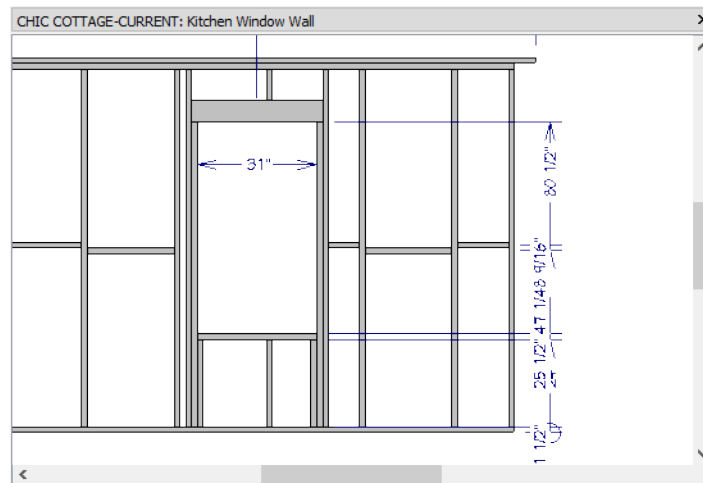 CHIC COTTAGE-CURRENT: Kitchen Window Wall
31"
80 1/2"
25 1/2" 47 1/48 9/16"
1 1/2"